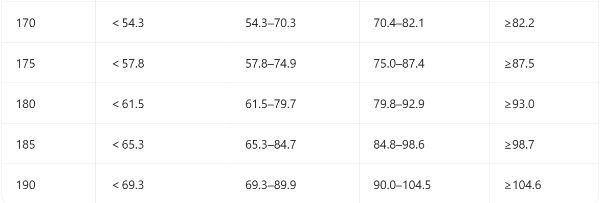 170 < 54.3 54.3–70.3 70.4–82.1 ≥82.2
175 < 57.8 57.8–74.9 75.0–87.4 ≥87.5
180 < 61.5 61.5–79.7 79.8–92.9 ≥93.0
185 < 65.3 65.3–84.7 84.8–98.6 ≥98.7
190 < 69.3 69.3–89.9 90.0–104.5 ≥104.6